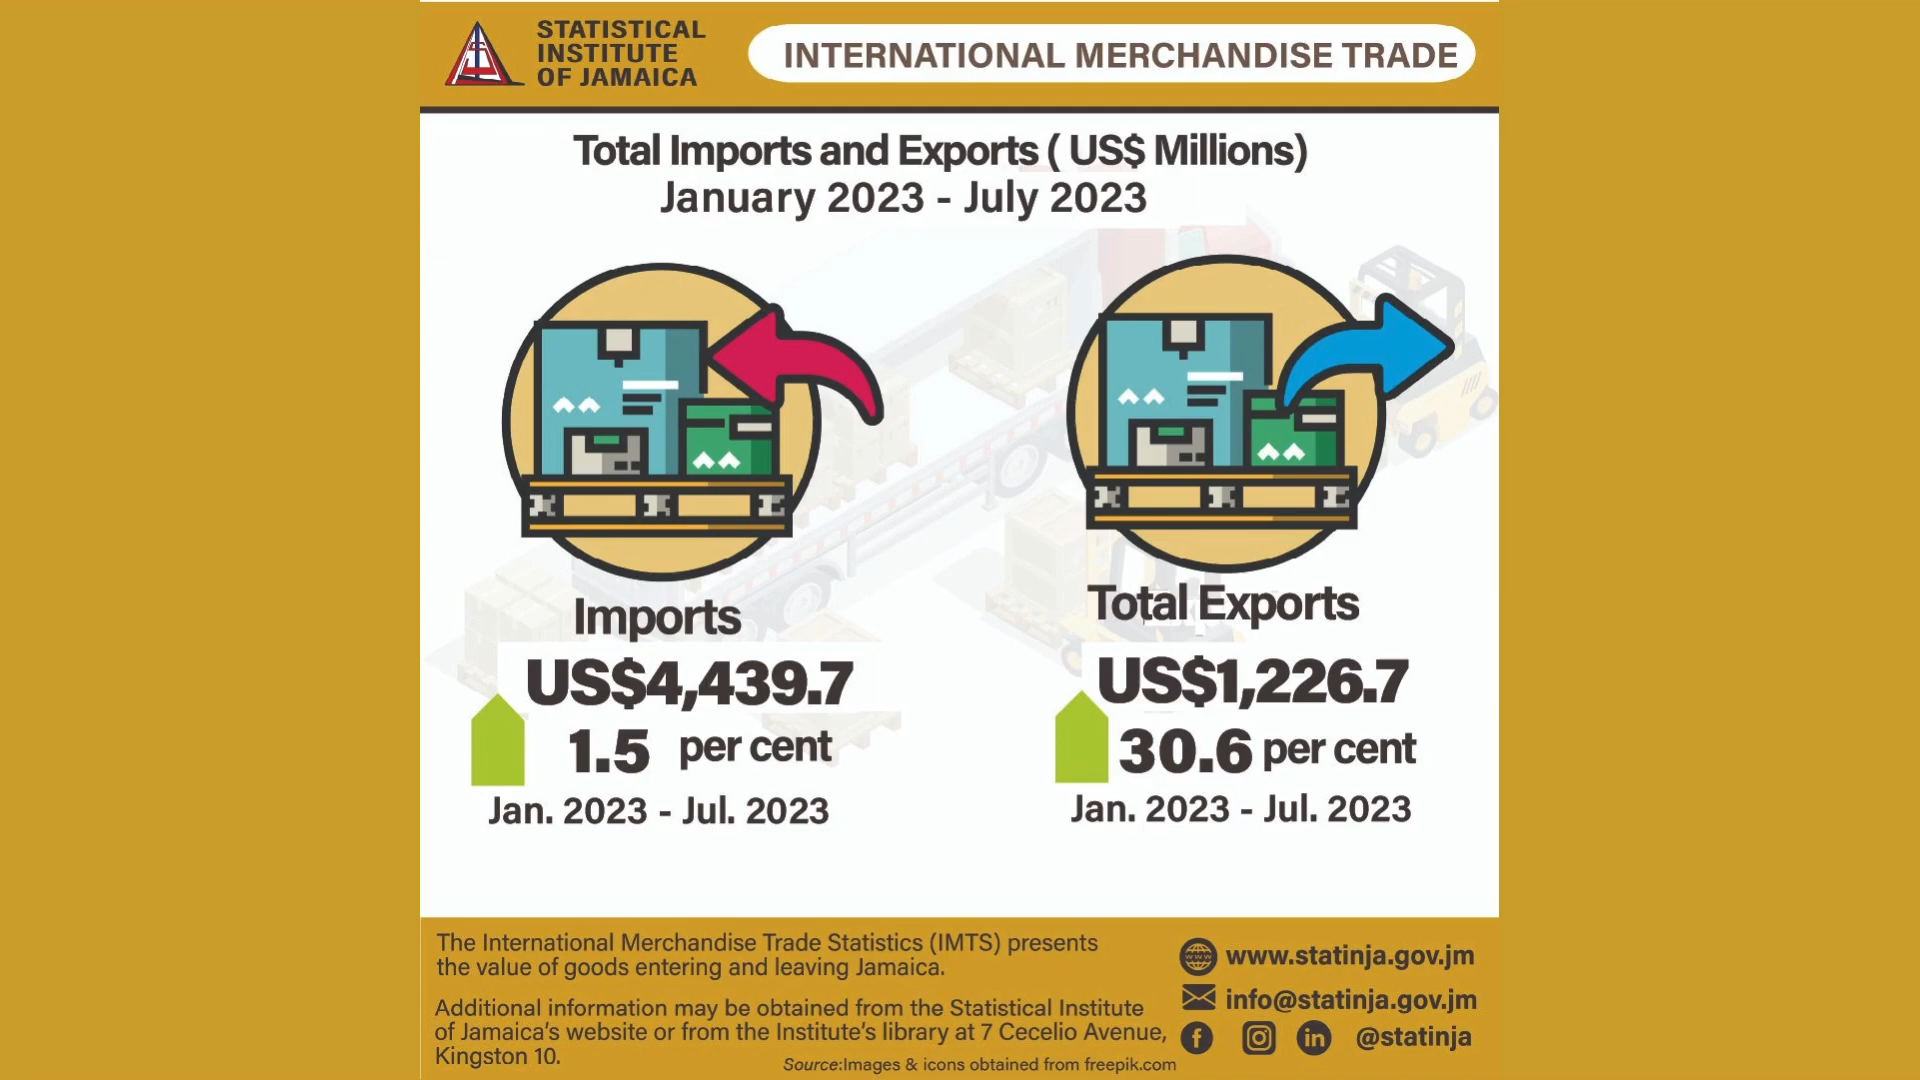 STATISTICAL
INSTITUTE
OF JAMAICA
INTERNATIONAL MERCHANDISE TRADE
Total Imports and Exports ( US$ Millions)
January 2023 - July 2023
Imports
US$4,439.7
1.5 per cent
Jan. 2023 - Jul. 2023
Total Exports
US$1,226.7
30.6 per cent
Jan. 2023 - Jul. 2023
The International Merchandise Trade Statistics (IMTS) presents
the value of goods entering and leaving Jamaica.
Additional information may be obtained from the Statistical Institute
of Jamaica's website or from the Institute's library at 7 Cecelio Avenue,
Kingston 10.
Source:Images & icons obtained from freepik.com
www
www.statinja.gov.jm
info@statinja.gov.jm
f in @statinja